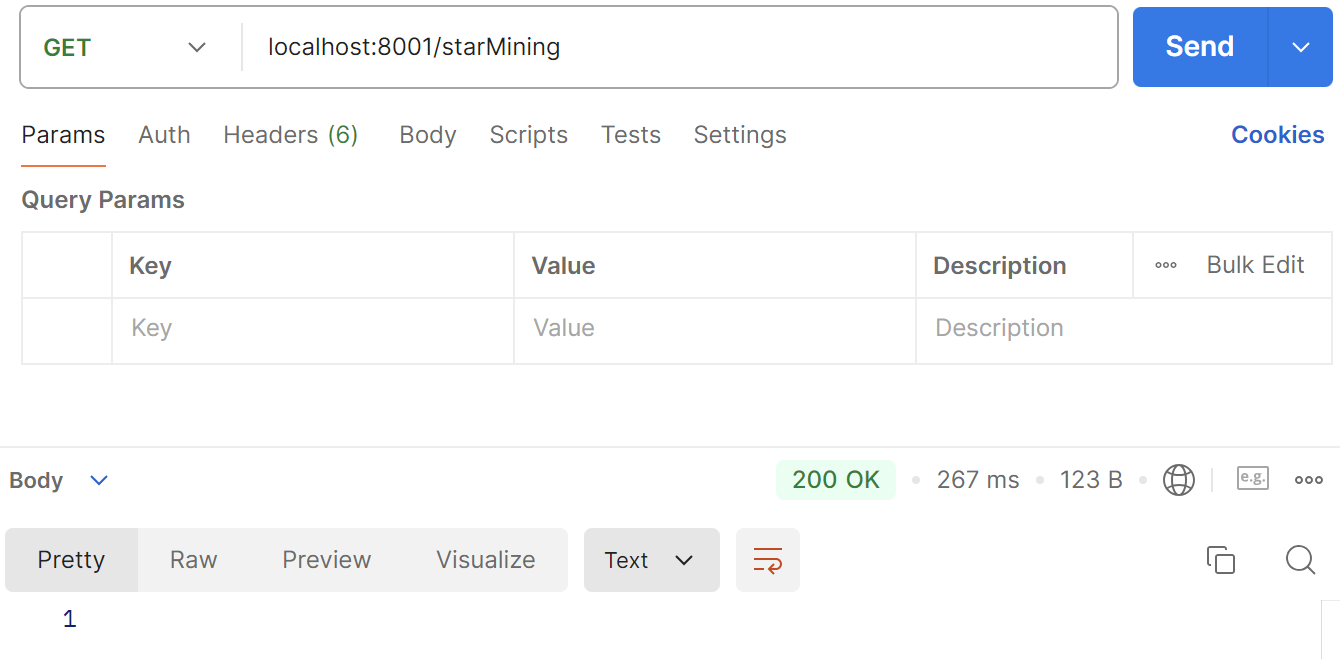 GET localhost:8001/starMining Send
Params Auth Headers (6) Body Scripts Tests Settings Cookies
Query Params
Key Value Description Bulk Edit
Key Value Description
Body 200 OK 267 ms 123 B e.g.
Pretty Raw Preview Visualize Text
1